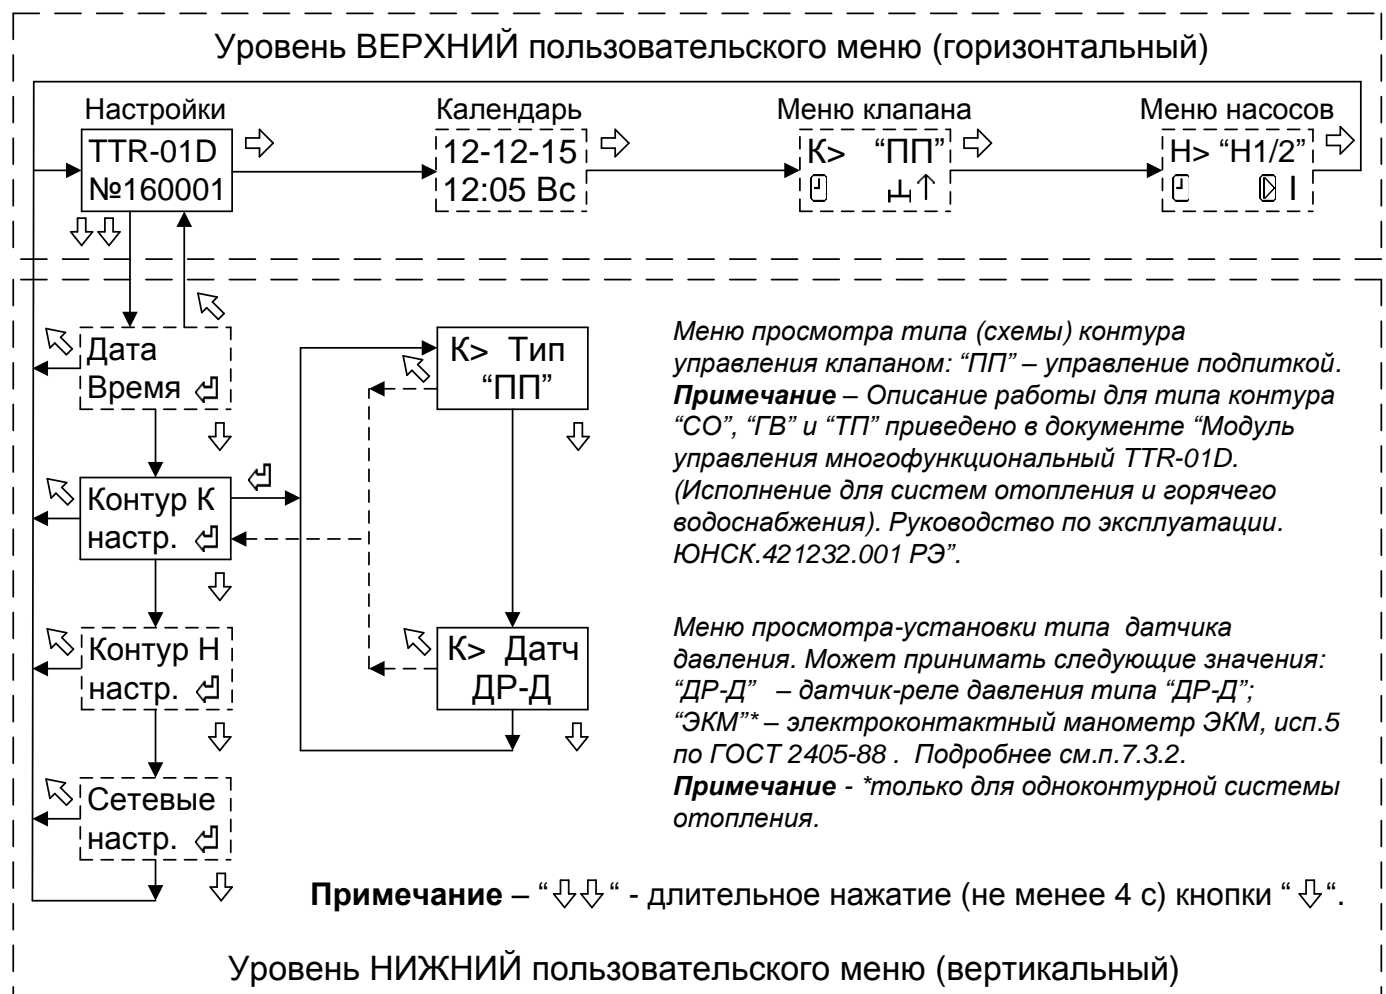 Уровень ВЕРХНИЙ пользовательского меню (горизонтальный)
Настройки
TTR-01D
№160001
Календарь
12-12-15
12:05 Вс
Меню клапана
К> “ПП”
Меню насосов
Н> “Н1/2”
I
Дата
Время
Контур К
настр.
Контур Н
настр.
Сетевые
настр.
К> Тип
“ПП”
К> Датч
ДР-Д
Меню просмотра типа (схемы) контура
управления клапаном: “ПП” – управление подпиткой.
Примечание – Описание работы для типа контура
“СО”, “ГВ” и “ТП” приведено в документе “Модуль
управления многофункциональный TTR-01D.
(Исполнение для систем отопления и горячего
водоснабжения). Руководство по эксплуатации.
ЮНСК.421232.001 РЭ”.
Меню просмотра-установки типа датчика
давления. Может принимать следующие значения:
“ДР-Д” – датчик-реле давления типа “ДР-Д”;
“ЭКМ”* – электроконтактный манометр ЭКМ, исп.5
по ГОСТ 2405-88 . Подробнее см.п.7.3.2.
Примечание - *только для одноконтурной системы
отопления.
Примечание – “⇩⇩“ - длительное нажатие (не менее 4 с) кнопки “ ⇩“.
Уровень НИЖНИЙ пользовательского меню (вертикальный)